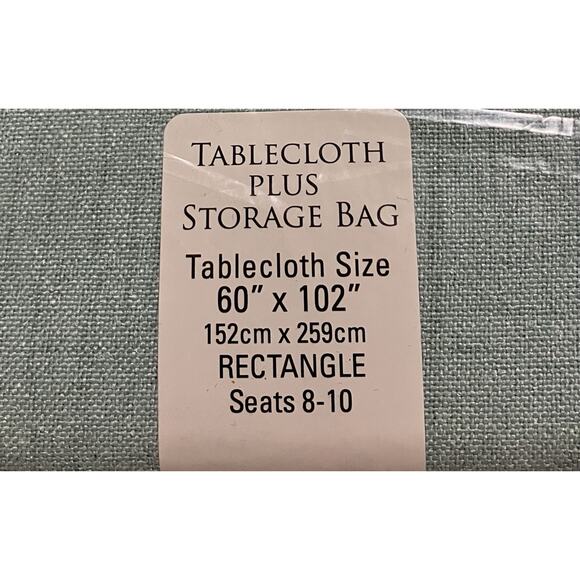 TABLECLOTH
PLUS
STORAGE BAG
Tablecloth Size
60″ x 102″
152cm x 259cm
RECTANGLE
Seats 8-10